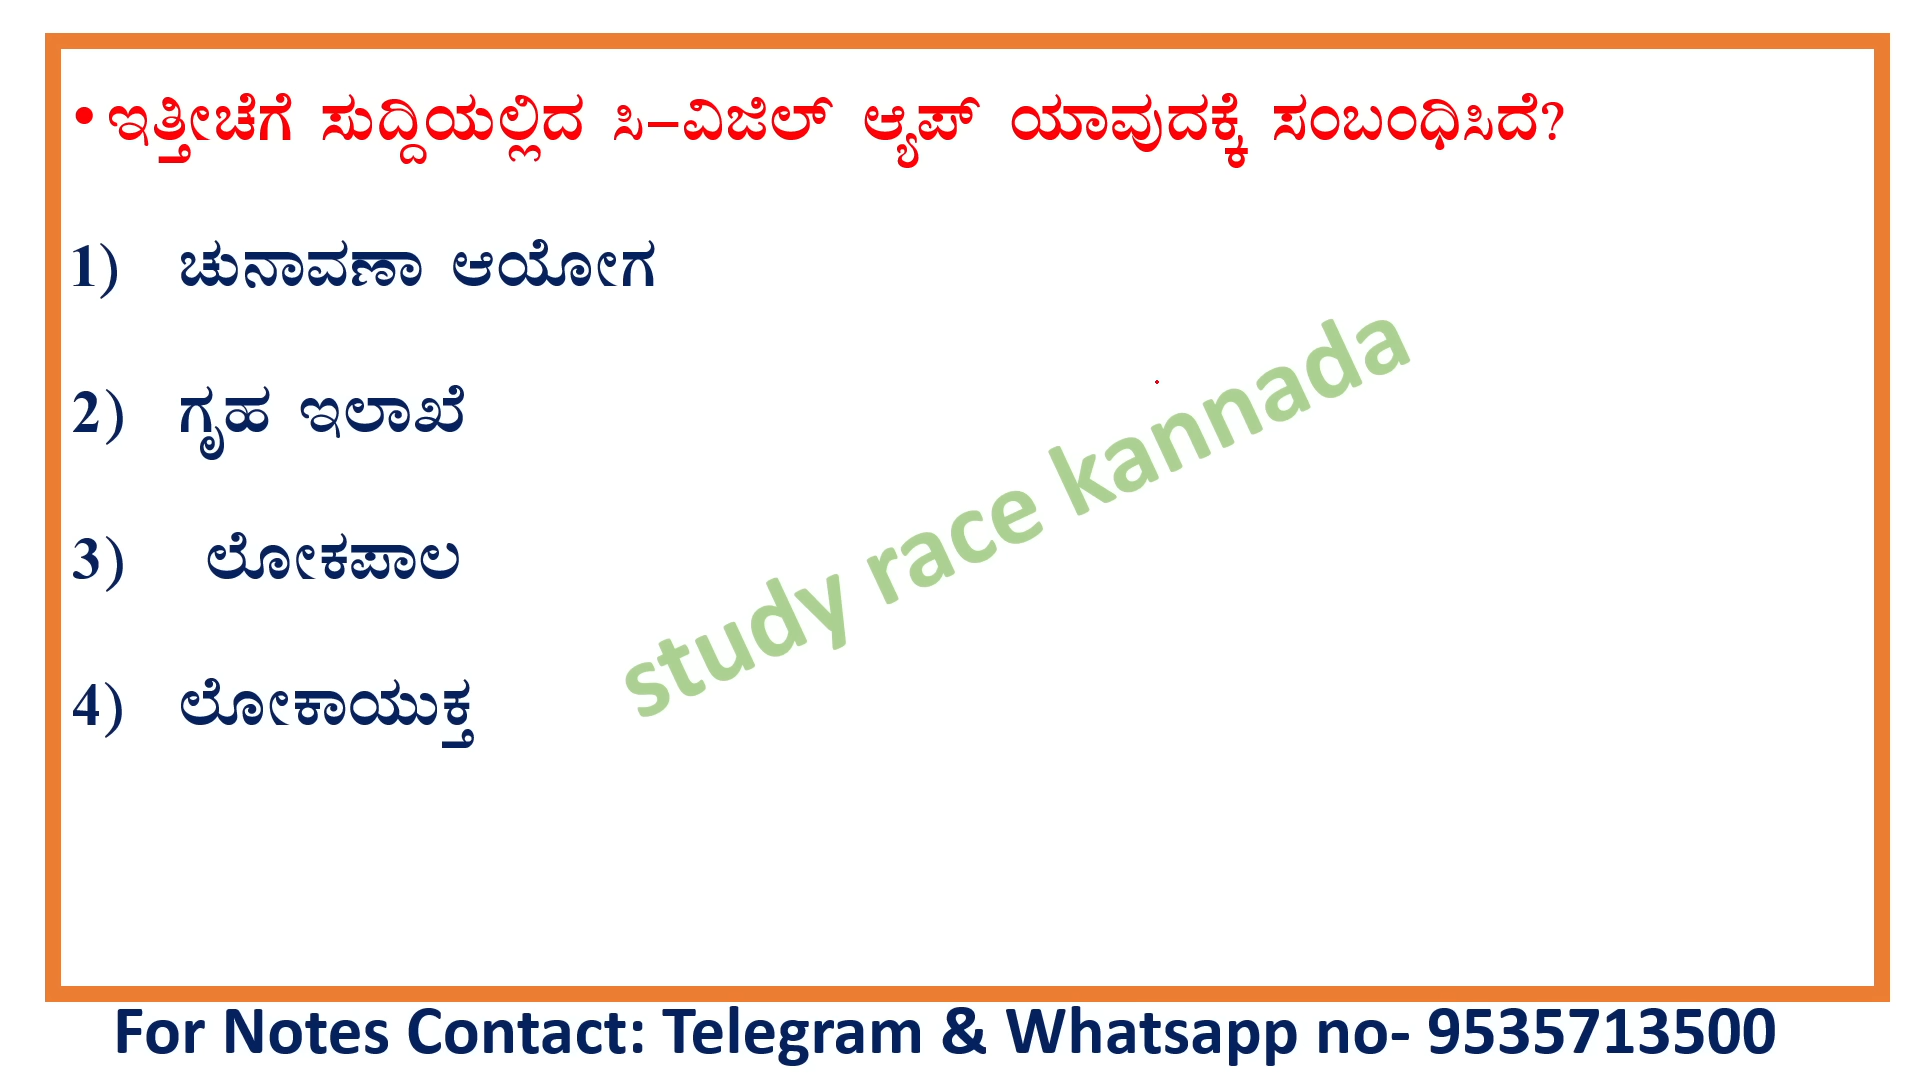 • ಇತ್ತೀಚೆಗೆ ಸುದ್ದಿಯಲ್ಲಿದ ಸಿ–ವಿಜಿಲ್ ಆ್ಯಪ್ ಯಾವುದಕ್ಕೆ ಸಂಬಂಧಿಸಿದೆ?
1) ಚುನಾವಣಾ ಆಯೋಗ
2) ಗೃಹ ಇಲಾಖೆ
3) ಲೋಕಪಾಲ
4) ಲೋಕಾಯುಕ್ತ
study race kannada
For Notes Contact: Telegram & Whatsapp no- 9535713500